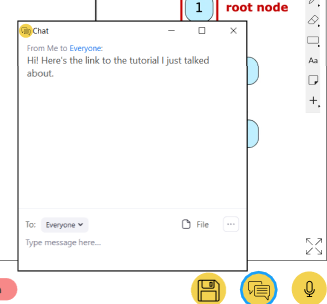 1 root node
Chat
From Me to Everyone:
Hi! Here's the link to the tutorial I just talked
about.
Aa
To: Everyone File
Type message here...